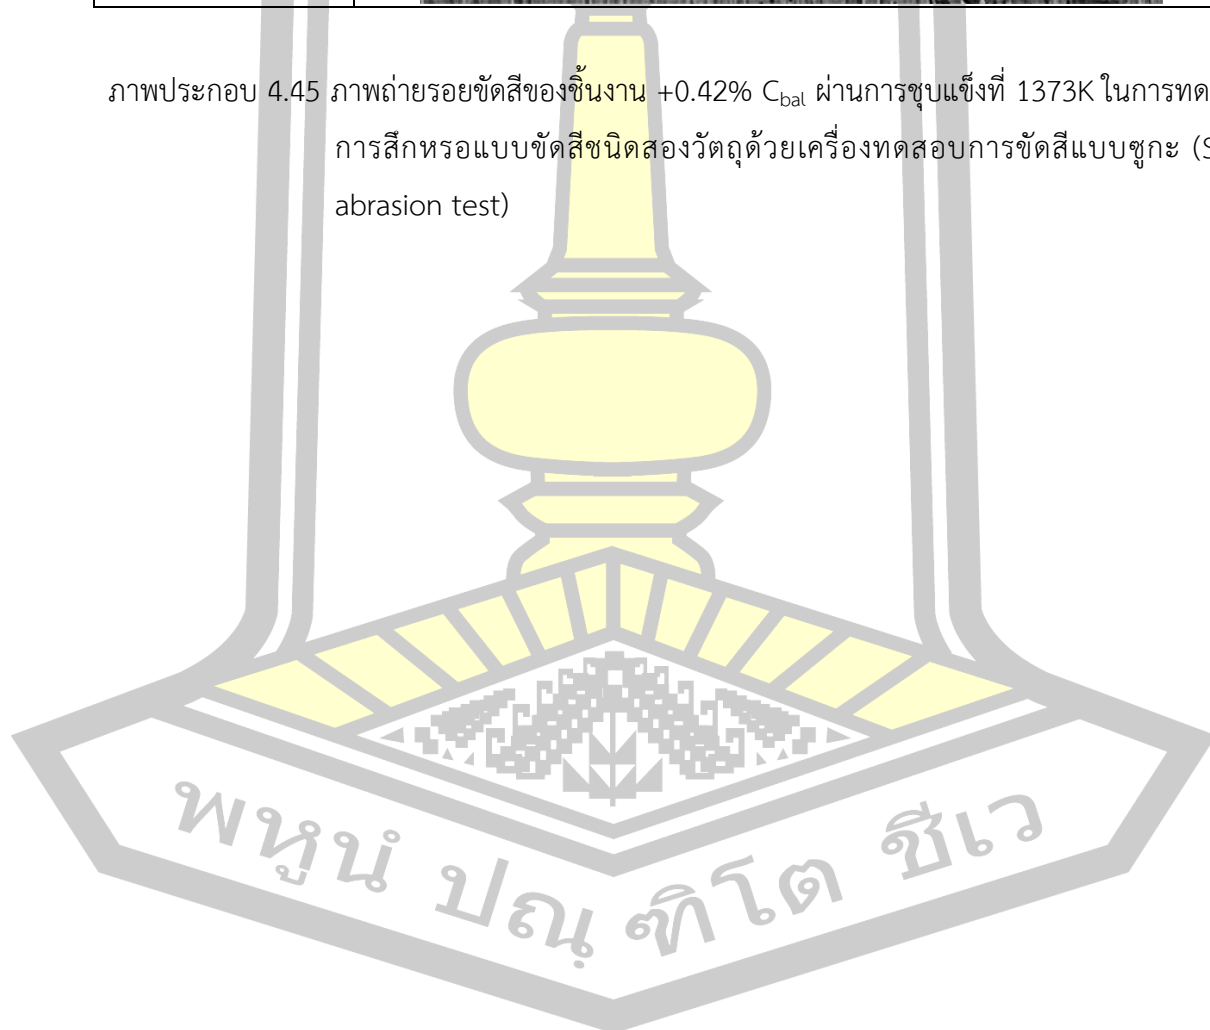 ภาพประกอบ 4.45 ภาพถ่ายรอยขัดสีของชิ้นงาน +0.42% C_bal ผ่านการชุบแข็งที่ 1373K ในการทด
การสึกหรอแบบขัดสีชนิดสองวัตถุด้วยเครื่องทดสอบการขัดสีแบบซูกะ (S
abrasion test)
พหูนํ ปณฺฑิโต ชีเว